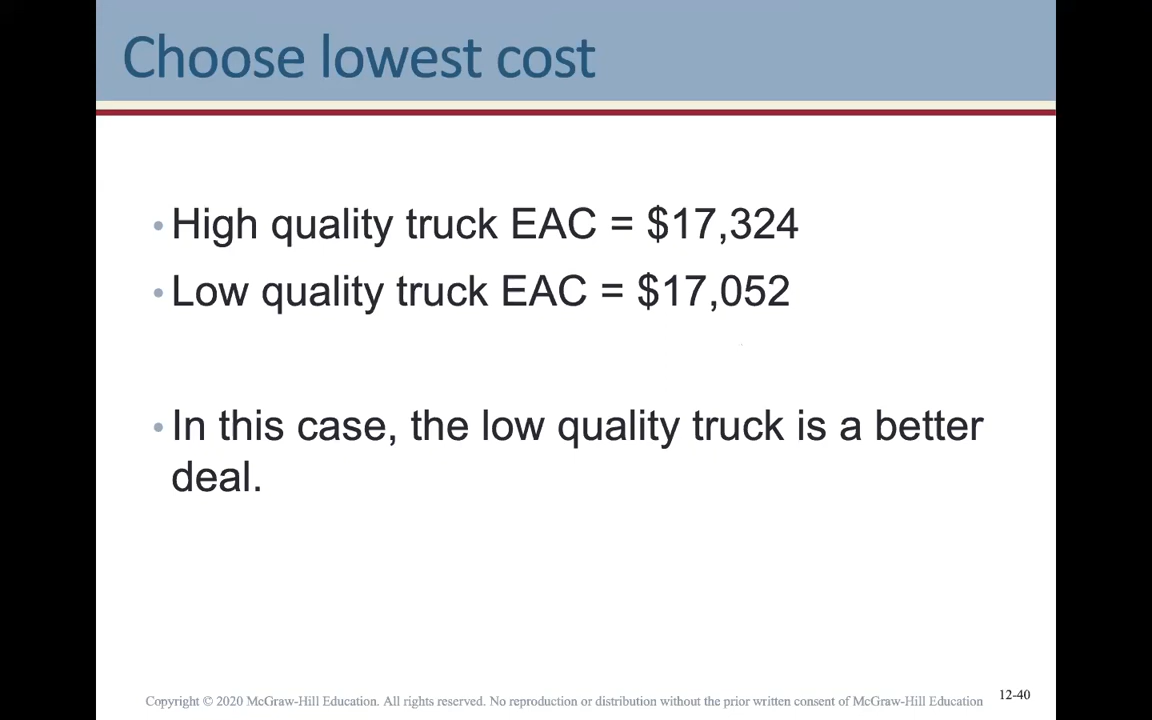 Choose lowest cost
• High quality truck EAC = $17,324
• Low quality truck EAC = $17,052
• In this case, the low quality truck is a better
deal.
Copyright © 2020 McGraw-Hill Education. All rights reserved. No reproduction or distribution without the prior written consent of McGraw-Hill Education
12-40